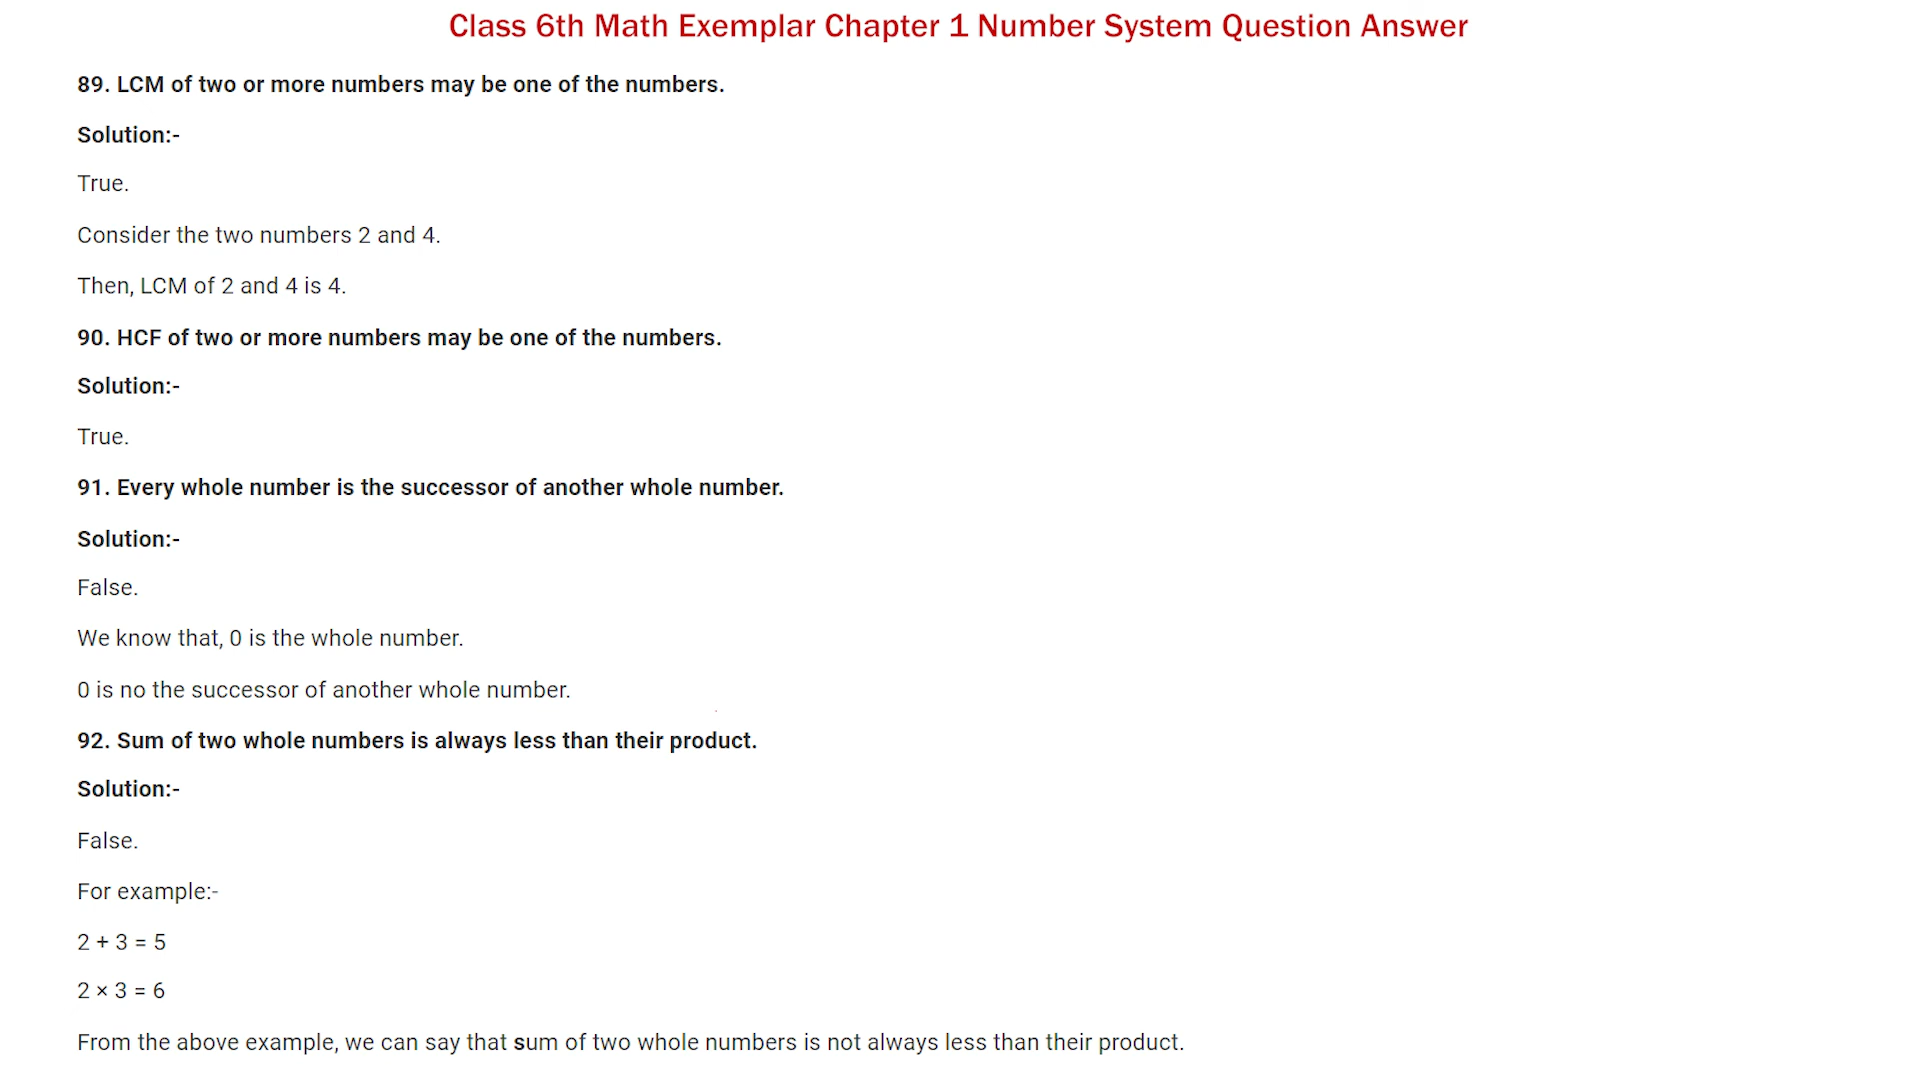 Class 6th Math Exemplar Chapter 1 Number System Question Answer
89. LCM of two or more numbers may be one of the numbers.
Solution:-
True.
Consider the two numbers 2 and 4.
Then, LCM of 2 and 4 is 4.
90. HCF of two or more numbers may be one of the numbers.
Solution:-
True.
91. Every whole number is the successor of another whole number.
Solution:-
False.
We know that, 0 is the whole number.
0 is no the successor of another whole number.
92. Sum of two whole numbers is always less than their product.
Solution:-
False.
For example:-
2 + 3 = 5
2 × 3 = 6
From the above example, we can say that sum of two whole numbers is not always less than their product.